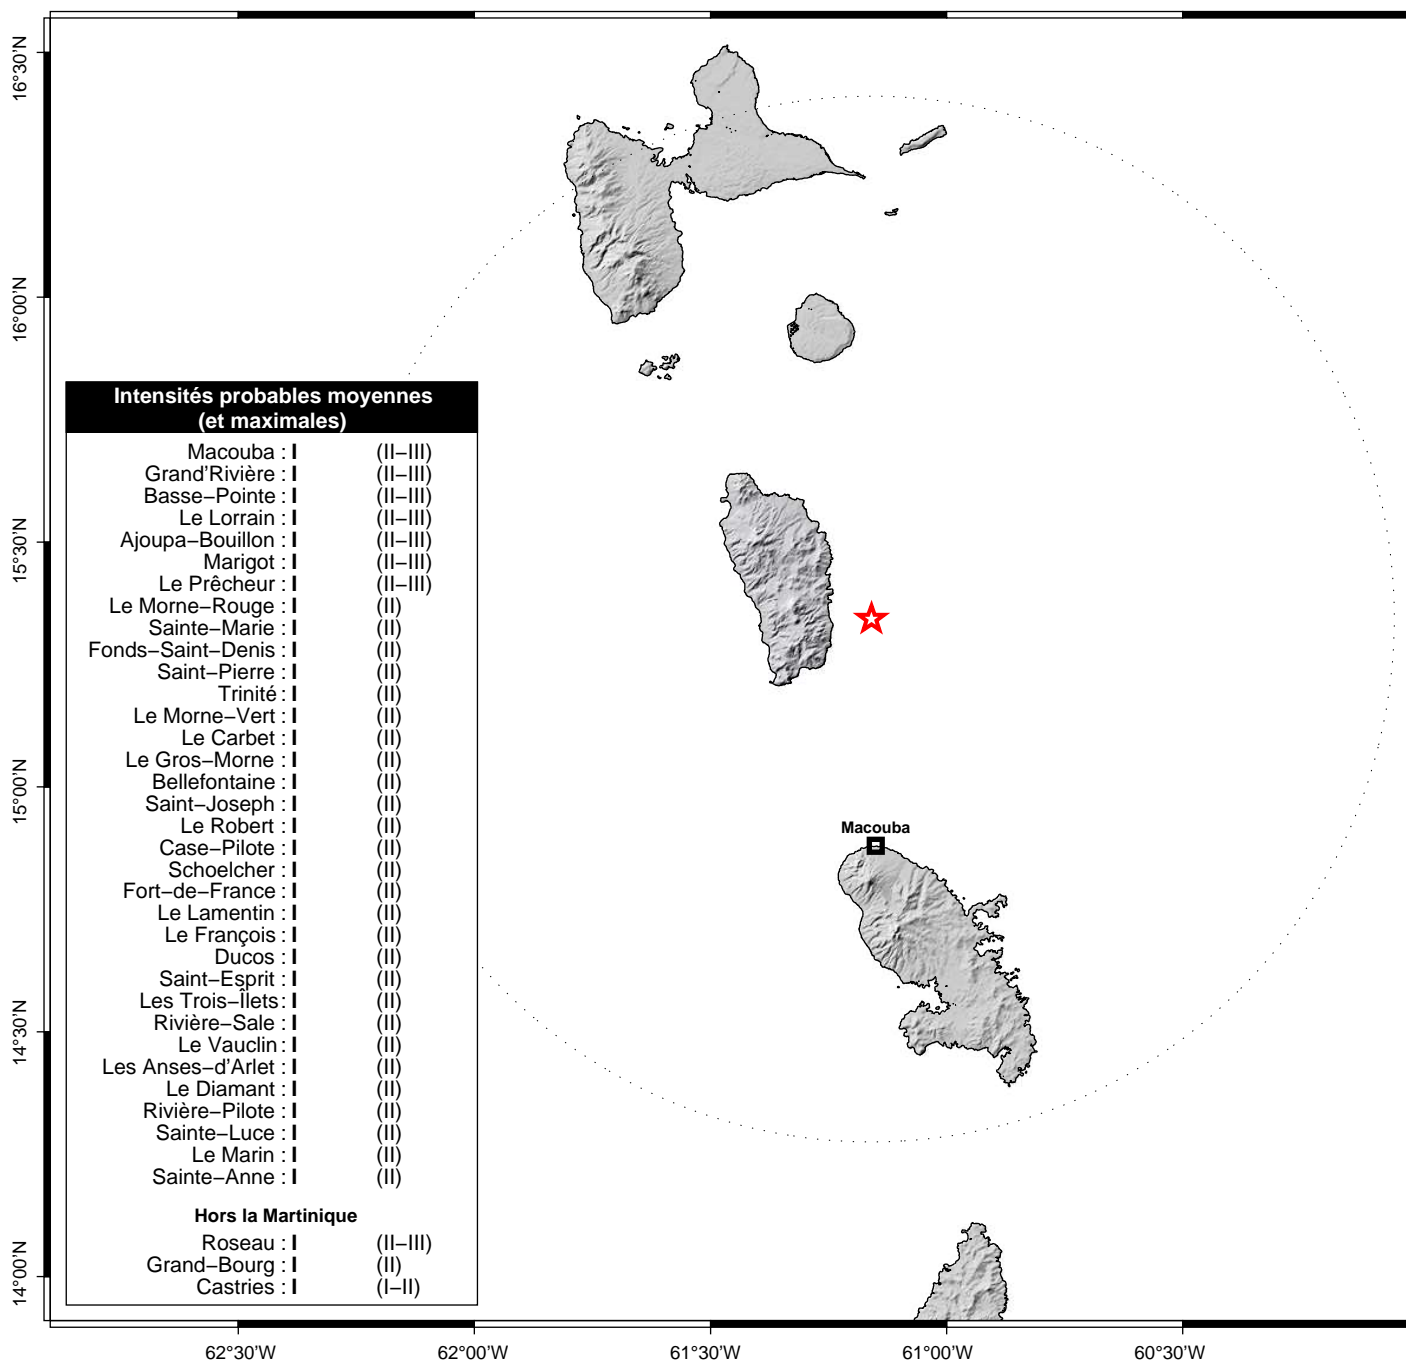 16°30'N
16°00'N
15°30'N
15°00'N
14°30'N
14°00'N
Intensités probables moyennes
(et maximales)
Macouba : I (II–III)
Grand'Rivière : I (II–III)
Basse–Pointe : I (II–III)
Le Lorrain : I (II–III)
Ajoupa–Bouillon : I (II–III)
Marigot : I (II–III)
Le Prêcheur : I (II–III)
Le Morne–Rouge : I (II)
Sainte–Marie : I (II)
Fonds–Saint–Denis : I (II)
Saint–Pierre : I (II)
Trinité : I (II)
Le Morne–Vert : I (II)
Le Carbet : I (II)
Le Gros–Morne : I (II)
Bellefontaine : I (II)
Saint–Joseph : I (II)
Le Robert : I (II)
Case–Pilote : I (II)
Schoelcher : I (II)
Fort–de–France : I (II)
Le Lamentin : I (II)
Le François : I (II)
Ducos : I (II)
Saint–Esprit : I (II)
Les Trois–Îlets : I (II)
Rivière–Sale : I (II)
Le Vauclin : I (II)
Les Anses–d'Arlet : I (II)
Le Diamant : I (II)
Rivière–Pilote : I (II)
Sainte–Luce : I (II)
Le Marin : I (II)
Sainte–Anne : I (II)
Hors la Martinique
Roseau : I (II–III)
Grand–Bourg : I (II)
Castries : I (I–II)
Macouba
62°30'W
62°00'W
61°30'W
61°00'W
60°30'W